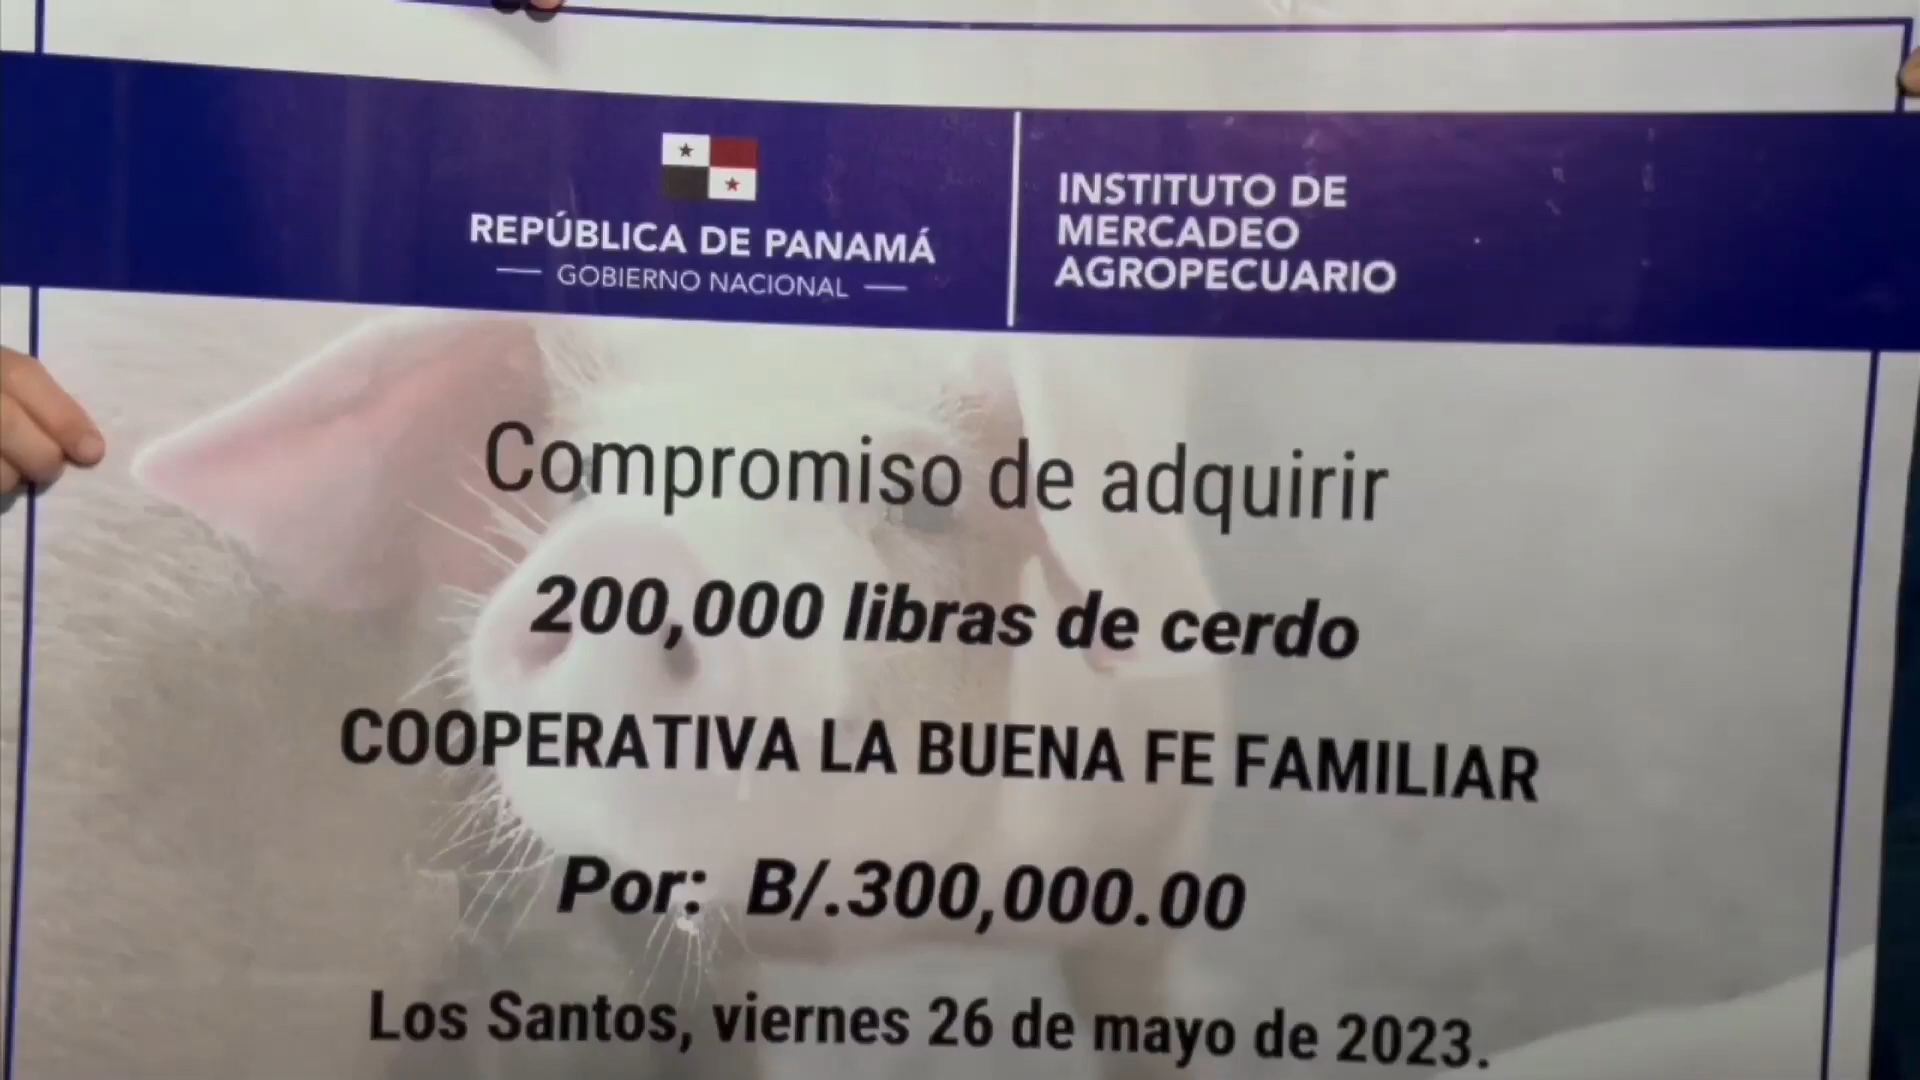 REPÚBLICA DE PANAMÁ
GOBIERNO NACIONAL
INSTITUTO DE
MERCADEO
AGROPECUARIO
Compromiso de adquirir
200,000 libras de cerdo
COOPERATIVA LA BUENA FE FAMILIAR
Por: B/.300,000.00
Los Santos, viernes 26 de mayo de 2023.